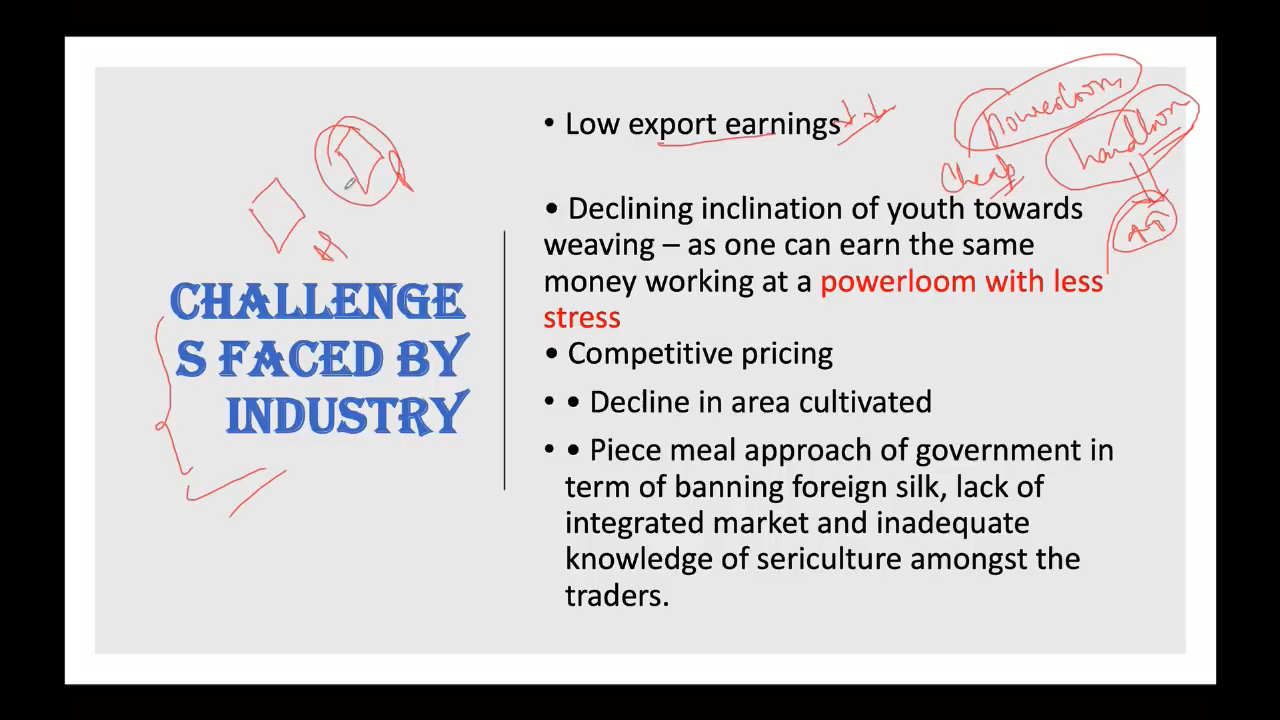 CHALLENGE
S FACED BY
INDUSTRY
• Low export earnings
• Declining inclination of youth towards
weaving – as one can earn the same
money working at a powerloom with less
stress
• Competitive pricing
• • Decline in area cultivated
• • Piece meal approach of government in
term of banning foreign silk, lack of
integrated market and inadequate
knowledge of sericulture amongst the
traders.
Powerloom
handloom
Cheap